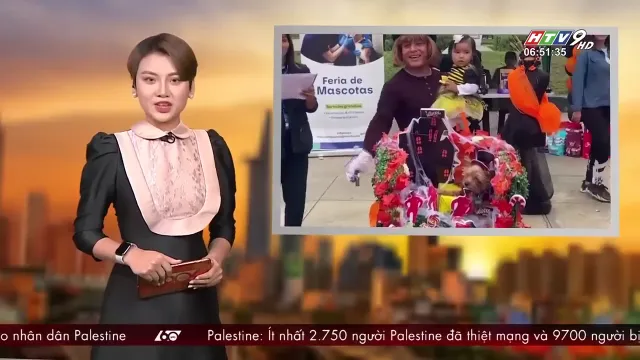 HTV9 HD
06:51:35
Feria de
Mascotas
o nhân dân Palestine 60 Palestine: Ít nhất 2.750 người Palestine đã thiệt mạng và 9700 người bị